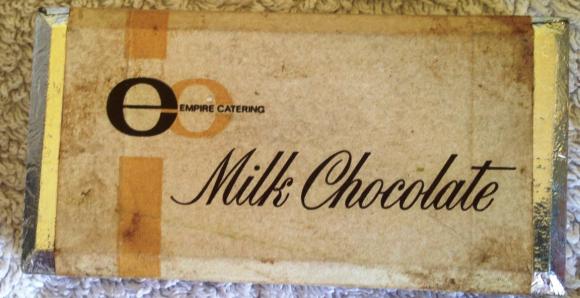 e EMPIRE CATERING
Milk Chocolate